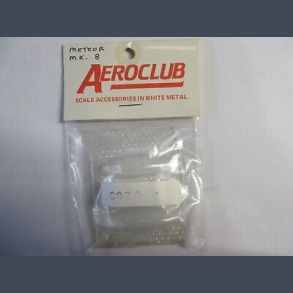 METEOR
MK. 8
AEROCLUB
SCALE ACCESSORIES IN WHITE METAL